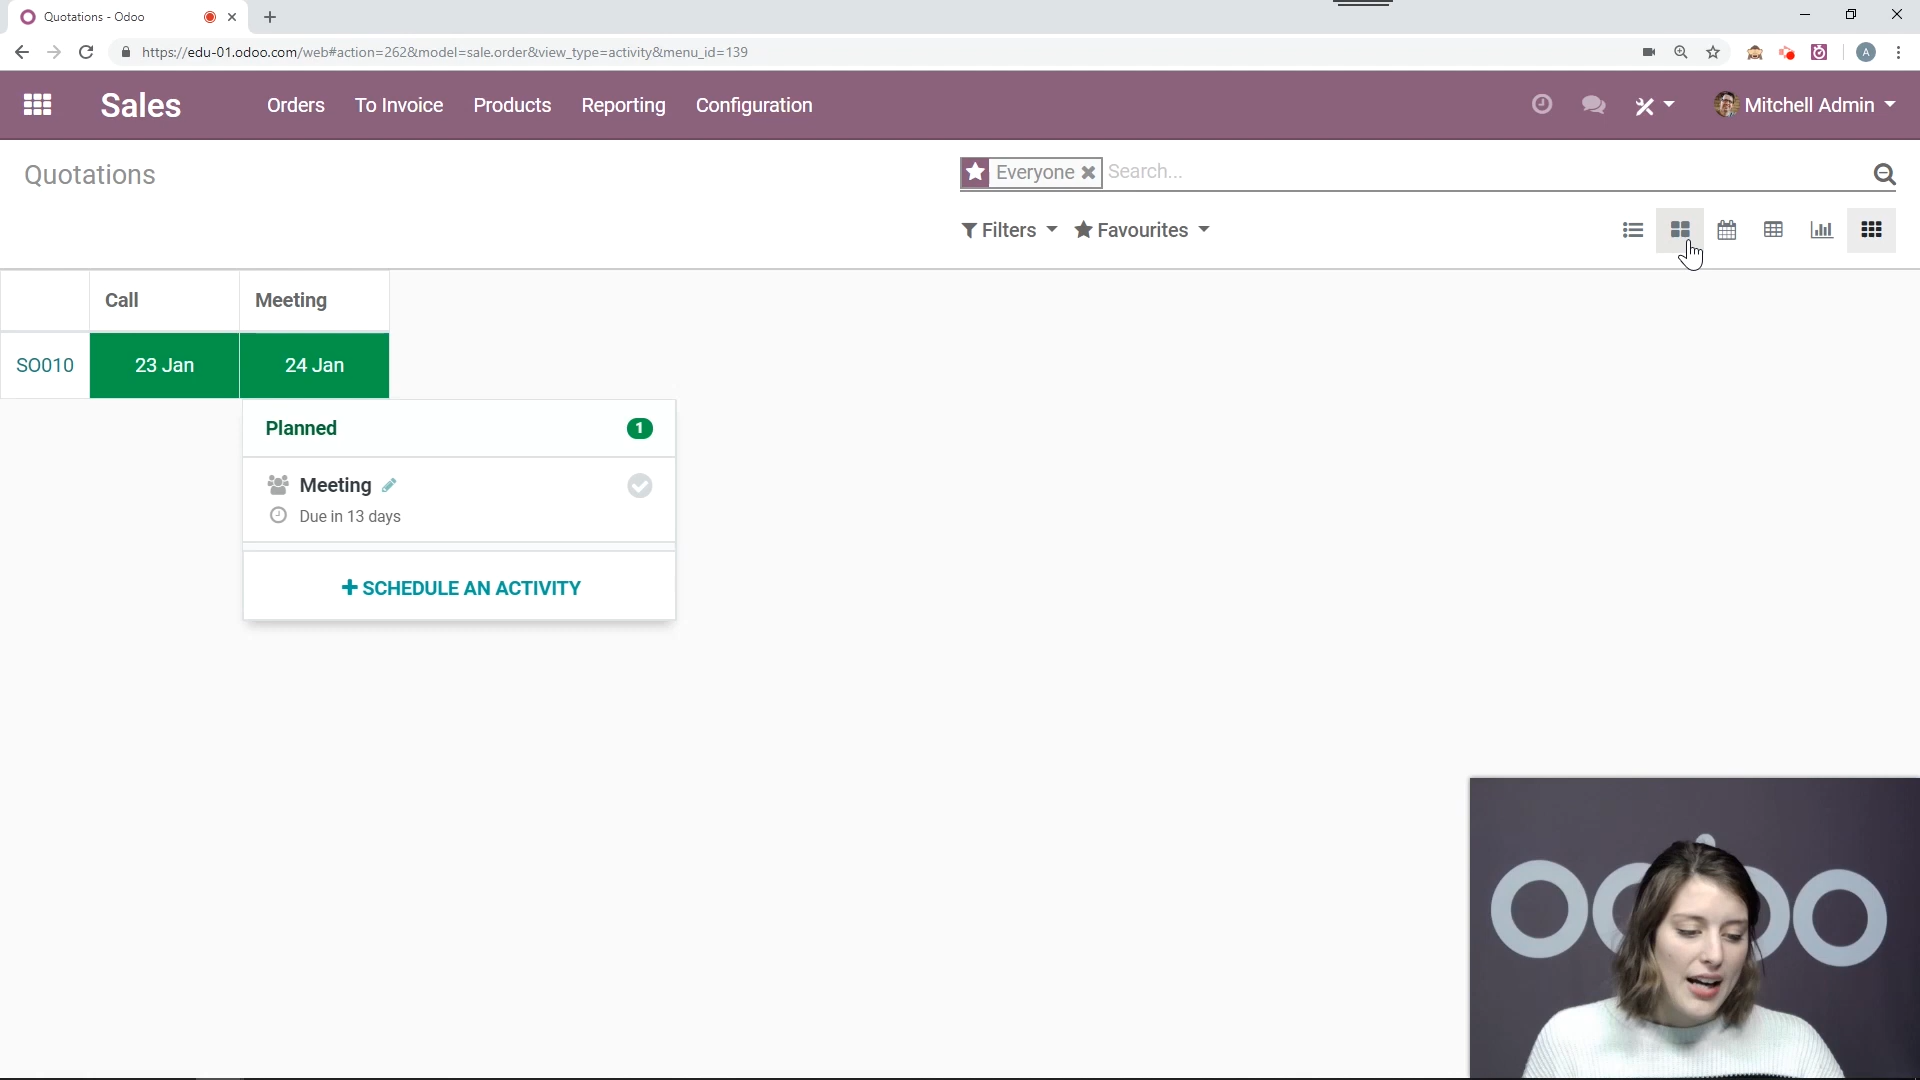 Quotations - Odoo
https://edu-01.odoo.com/web#action=262&model=sale.order&view_type=activity&menu_id=139
A
Sales
Orders
To Invoice
Products
Reporting
Configuration
Mitchell Admin
Quotations
Everyone
Search...
Filters
Favourites
Call
Meeting
SO010
23 Jan
24 Jan
Planned
1
Meeting
Due in 13 days
SCHEDULE AN ACTIVITY
odoo